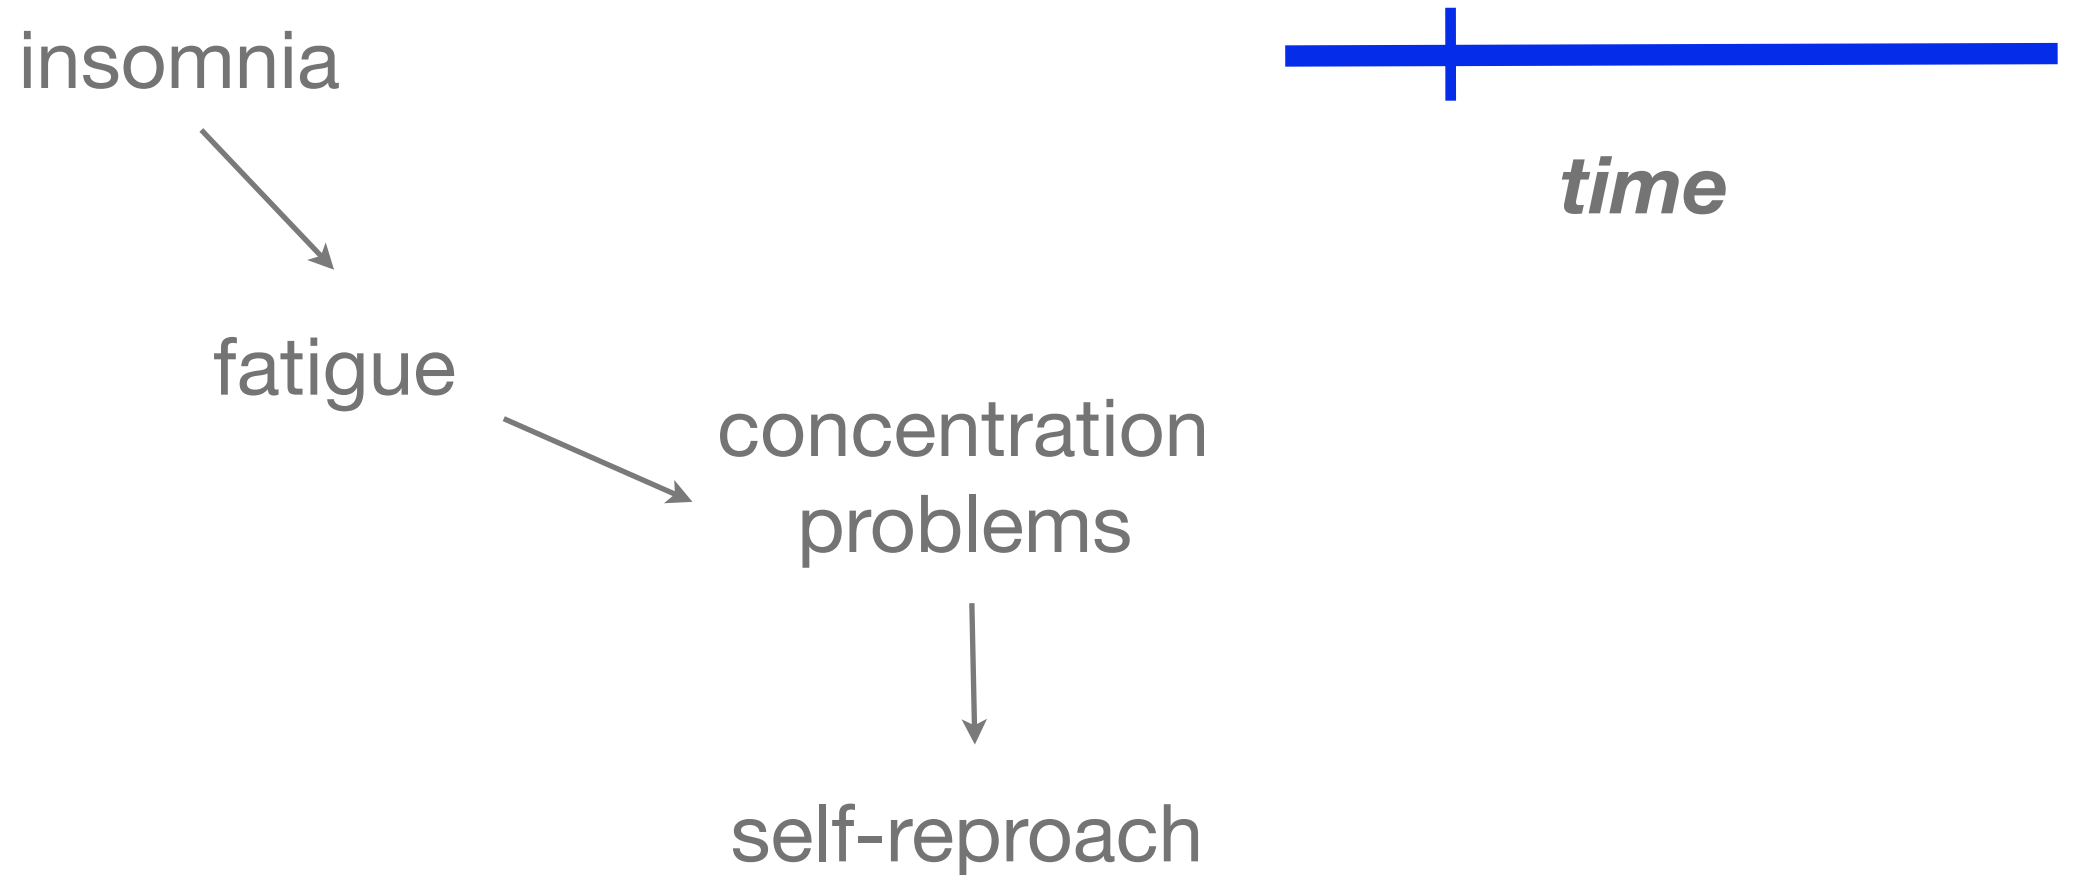 insomnia
time
fatigue
concentration
problems
self-reproach